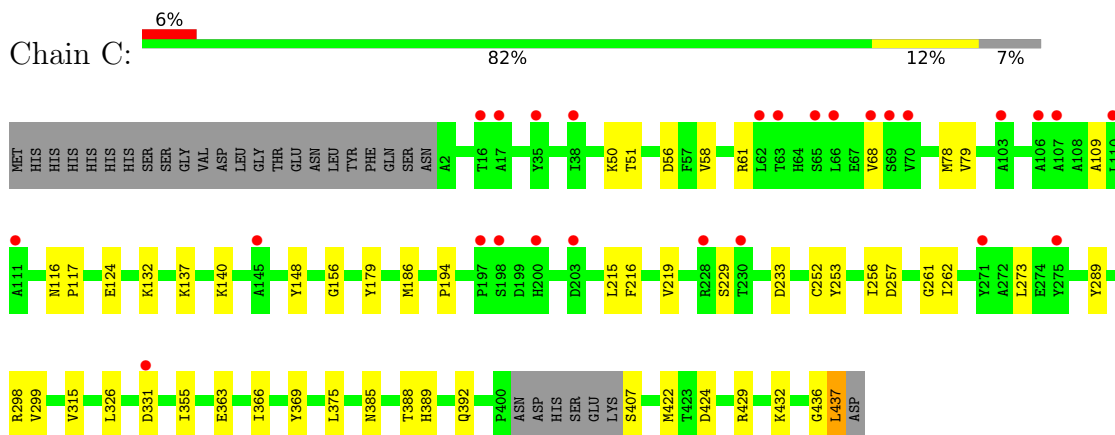 6%
Chain C:
82% 12% 7%
MET HIS HIS HIS HIS HIS HIS SER SER GLY VAL ASP LEU GLY THR GLU ASN LEU TYR PHE GLN SER ASN A2 T16 A17 Y35 I38 K50 T51 D56 F57 V58 R61 L62 T63 H64 S65 L66 E67 V68 S69 V70 M78 V79 A103 A106 A107 A108 A109 L110
A111 N116 P117 E124 K132 K137 K140 A145 Y148 G156 Y179 M186 P194 P197 S198 D199 H200 D203 L215 F216 V219 R228 S229 T230 D233 C252 Y253 I256 D257 G261 I262 Y271 A272 L273 E274 Y275 Y289
R298 V299 V315 L326 D331 I355 E363 I366 Y369 L375 N385 T388 H389 Q392 P400 ASN ASP HIS SER GLU LYS S407 M422 T423 D424 R429 K432 G436 L437 ASP